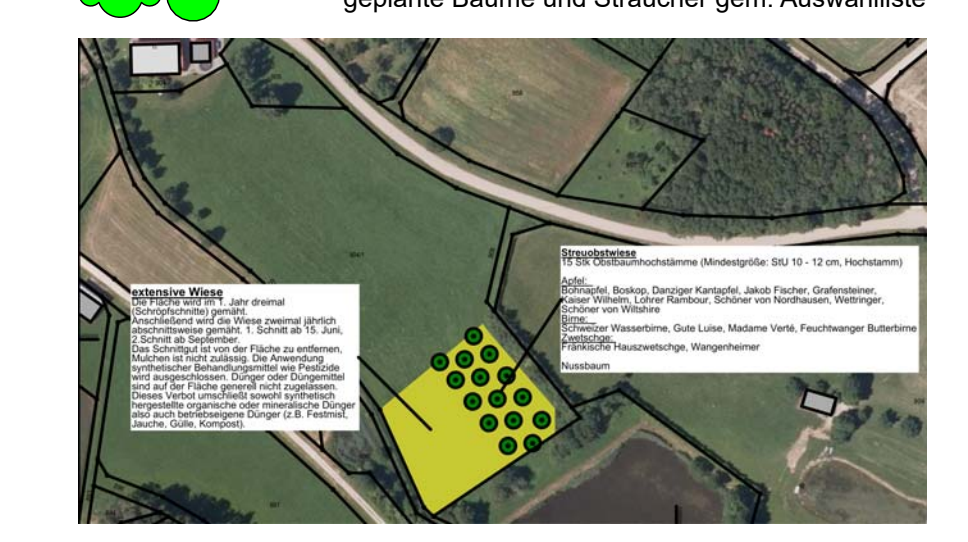 geplante Bäume und Sträucher gem. Auswahlliste
extensive Wiese
Die Fläche wird im 1. Jahr dreimal
(Schröpfschnitte) gemäht.
Anschließend wird die Wiese zweimal jährlich
abschnittsweise gemäht. 1. Schnitt ab 15. Juni,
2.Schnitt ab September.
Das Schnittgut ist von der Fläche zu entfernen,
Mulchen ist nicht zulässig. Die Anwendung
synthetischer Behandlungsmittel wie Pestizide
wird ausgeschlossen. Dünger oder Düngemittel
sind auf der Fläche generell nicht zugelassen.
Dieses Verbot umschließt sowohl synthetisch
hergestellte organische oder mineralische Dünger
also auch betriebseigene Dünger (z.B. Festmist,
Jauche, Gülle, Kompost).
Streuobstwiese
15 Stk Obstbaumhochstämme (Mindestgröße: StU 10 - 12 cm, Hochstamm)
Apfel:
Bohnapfel, Boskop, Danziger Kantapfel, Jakob Fischer, Grafensteiner,
Kaiser Wilhelm, Lohrer Rambour, Schöner von Nordhausen, Wettringer,
Schöner von Wiltshire
Birne:
Schweizer Wasserbirne, Gute Luise, Madame Verté, Feuchtwanger Butterbirne
Zwetschge:
Fränkische Hauszwetschge, Wangenheimer
Nussbaum